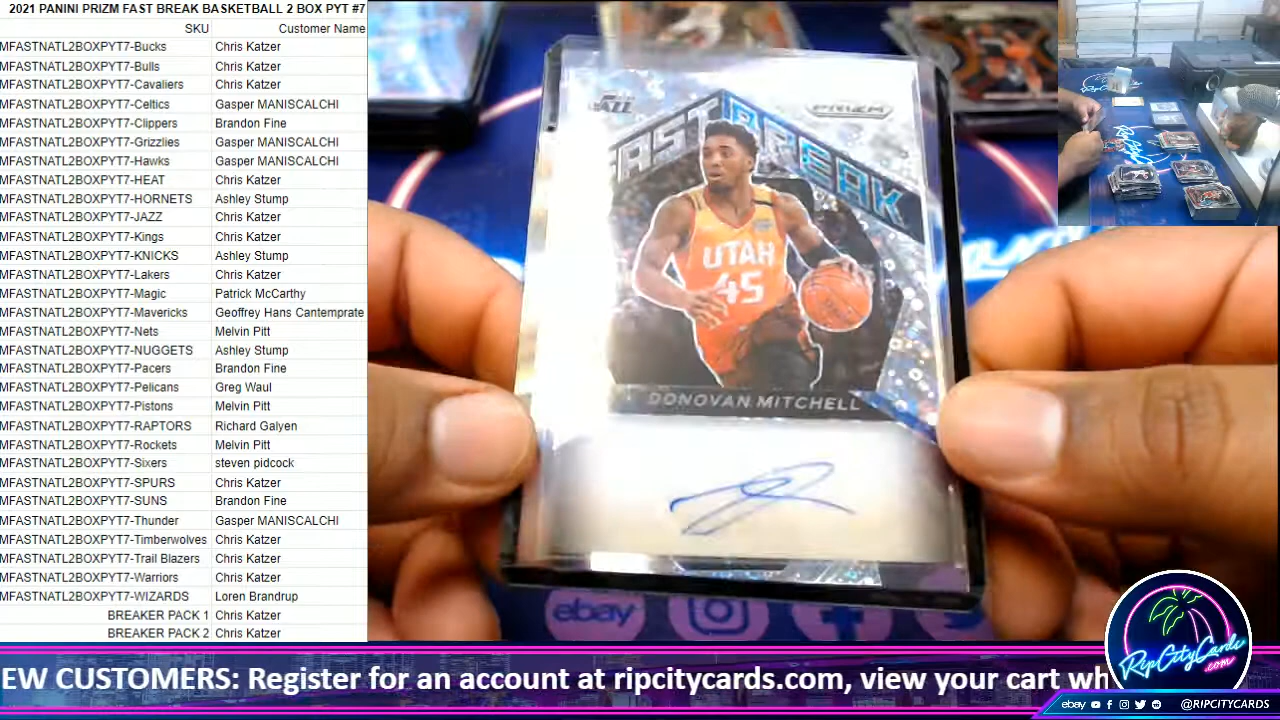 2021 PANINI PRIZM FAST BREAK BASKETBALL 2 BOX PYT #7
SKU Customer Name
MFASTNATL2BOXPYT7-Bucks Chris Katzer
MFASTNATL2BOXPYT7-Bulls Chris Katzer
MFASTNATL2BOXPYT7-Cavaliers Chris Katzer
MFASTNATL2BOXPYT7-Celtics Gasper MANISCALCHI
MFASTNATL2BOXPYT7-Clippers Brandon Fine
MFASTNATL2BOXPYT7-Grizzlies Gasper MANISCALCHI
MFASTNATL2BOXPYT7-Hawks Gasper MANISCALCHI
MFASTNATL2BOXPYT7-HEAT Chris Katzer
MFASTNATL2BOXPYT7-HORNETS Ashley Stump
MFASTNATL2BOXPYT7-JAZZ Chris Katzer
MFASTNATL2BOXPYT7-Kings Chris Katzer
MFASTNATL2BOXPYT7-KNICKS Ashley Stump
MFASTNATL2BOXPYT7-Lakers Chris Katzer
MFASTNATL2BOXPYT7-Magic Patrick McCarthy
MFASTNATL2BOXPYT7-Mavericks Geoffrey Hans Cantemprate
MFASTNATL2BOXPYT7-Nets Melvin Pitt
MFASTNATL2BOXPYT7-NUGGETS Ashley Stump
MFASTNATL2BOXPYT7-Pacers Brandon Fine
MFASTNATL2BOXPYT7-Pelicans Greg Waul
MFASTNATL2BOXPYT7-Pistons Melvin Pitt
MFASTNATL2BOXPYT7-RAPTORS Richard Galyen
MFASTNATL2BOXPYT7-Rockets Melvin Pitt
MFASTNATL2BOXPYT7-Sixers steven pidcock
MFASTNATL2BOXPYT7-SPURS Chris Katzer
MFASTNATL2BOXPYT7-SUNS Brandon Fine
MFASTNATL2BOXPYT7-Thunder Gasper MANISCALCHI
MFASTNATL2BOXPYT7-Timberwolves Chris Katzer
MFASTNATL2BOXPYT7-Trail Blazers Chris Katzer
MFASTNATL2BOXPYT7-Warriors Chris Katzer
MFASTNATL2BOXPYT7-WIZARDS Loren Brandrup
BREAKER PACK 1 Chris Katzer
BREAKER PACK 2 Chris Katzer
JAZZ
PRIZM
FAST BREAK
UTAH
45
DONOVAN MITCHELL
ebay
RipCityCards
.com
EW CUSTOMERS: Register for an account at ripcitycards.com, view your cart wh
ebay @RIPCITYCARDS